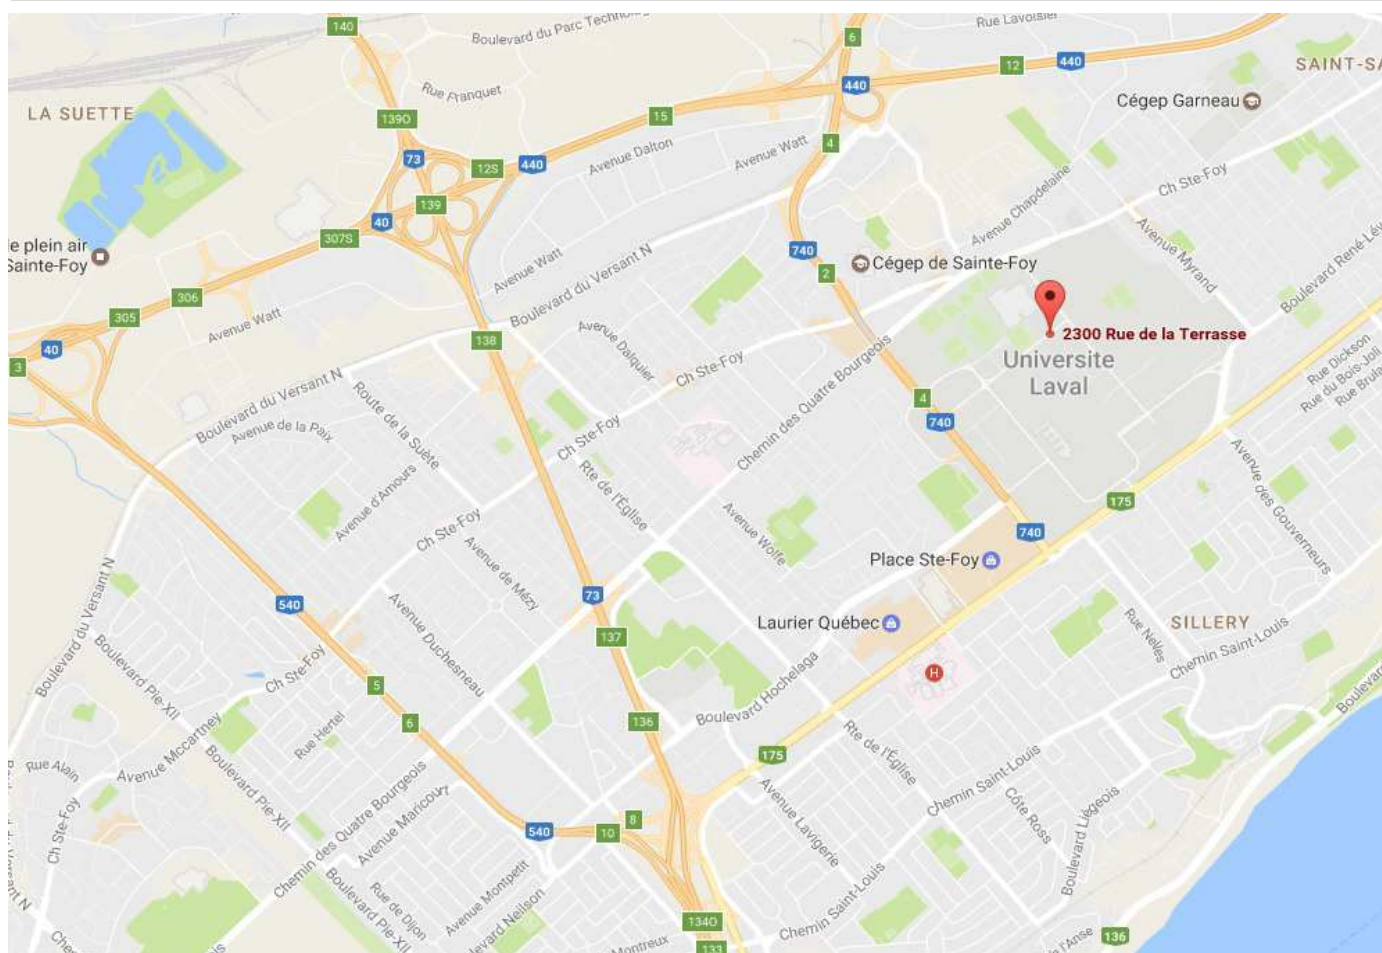 140
Boulevard du Parc Technolog
6
Rue Lavoisier
12
440
SAINT-SA
LA SUETTE
Rue Franquet
440
Cégep Garneau
139O
15
4
73
12S
440
Avenue Dalton
Avenue Watt
Ch Ste-Foy
Avenue Chapdelaine
139
40
307S
Avenue Myrand
Boulevard René-Lév
e plein air
Sainte-Foy
Avenue Watt
Boulevard du Versant N
740
2
Cégep de Sainte-Foy
306
305
Avenue Watt
40
3
138
Avenue Dalquier
2300 Rue de la Terrasse
Universite
Laval
Rue Dickson
Rue du Bois-Joli
Rue Brula
Ch Ste-Foy
Chemin des Quatre Bourgeois
4
740
Boulevard du Versant N
Avenue de la Paix
Route de la Suète
Ch Ste-Foy
Rte de l'Église
Avenue d'Amours
Avenue Wolfe
175
Avenue des Gouverneurs
Ch Ste-Foy
Avenue de Mézy
740
Place Ste-Foy
Boulevard du Versant N
540
73
Avenue Duchesneau
137
Laurier Québec
Rue Nelles
SILLERY
Chemin Saint-Louis
H
Boulevard Pie-XII
Ch Ste-Foy
5
Boulevard Hochelaga
Boulevard
6
136
Rue Hertel
Avenue Mccartney
175
Rte de l'Église
Rue Alain
Boulevard Pie-XII
Chemin des Quatre Bourgeois
Avenue Maricourt
Chemin Saint-Louis
Côte Ross
Boulevard Liégeois
Avenue Lavigerie
Ch Ste-Foy
540
10
8
Avenue Montpetit
Rue de Dijon
Boulevard Pie-XII
levard Neilson
Chemin Saint-Louis
134O
133
Montreux
136
l'Anse
ant N
Che